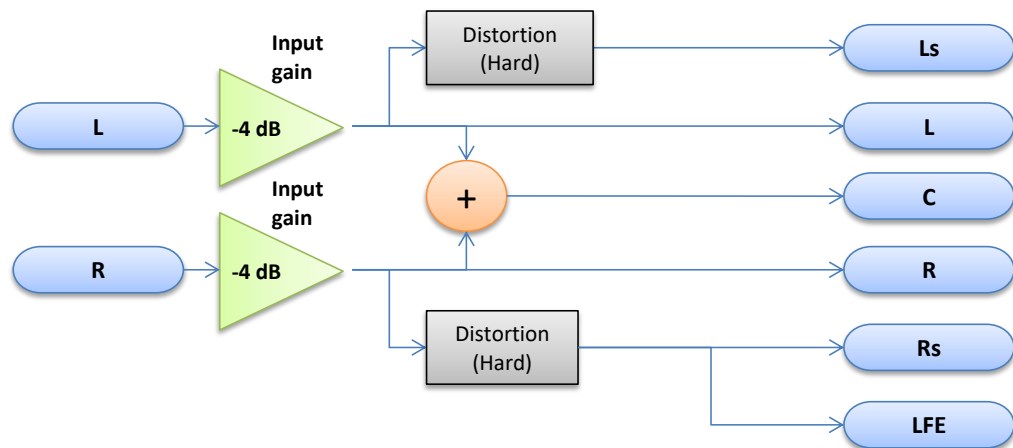 Input
gain
Distortion
(Hard)
Ls
L
-4 dB
L
+
C
Input
gain
R
-4 dB
R
Distortion
(Hard)
Rs
LFE